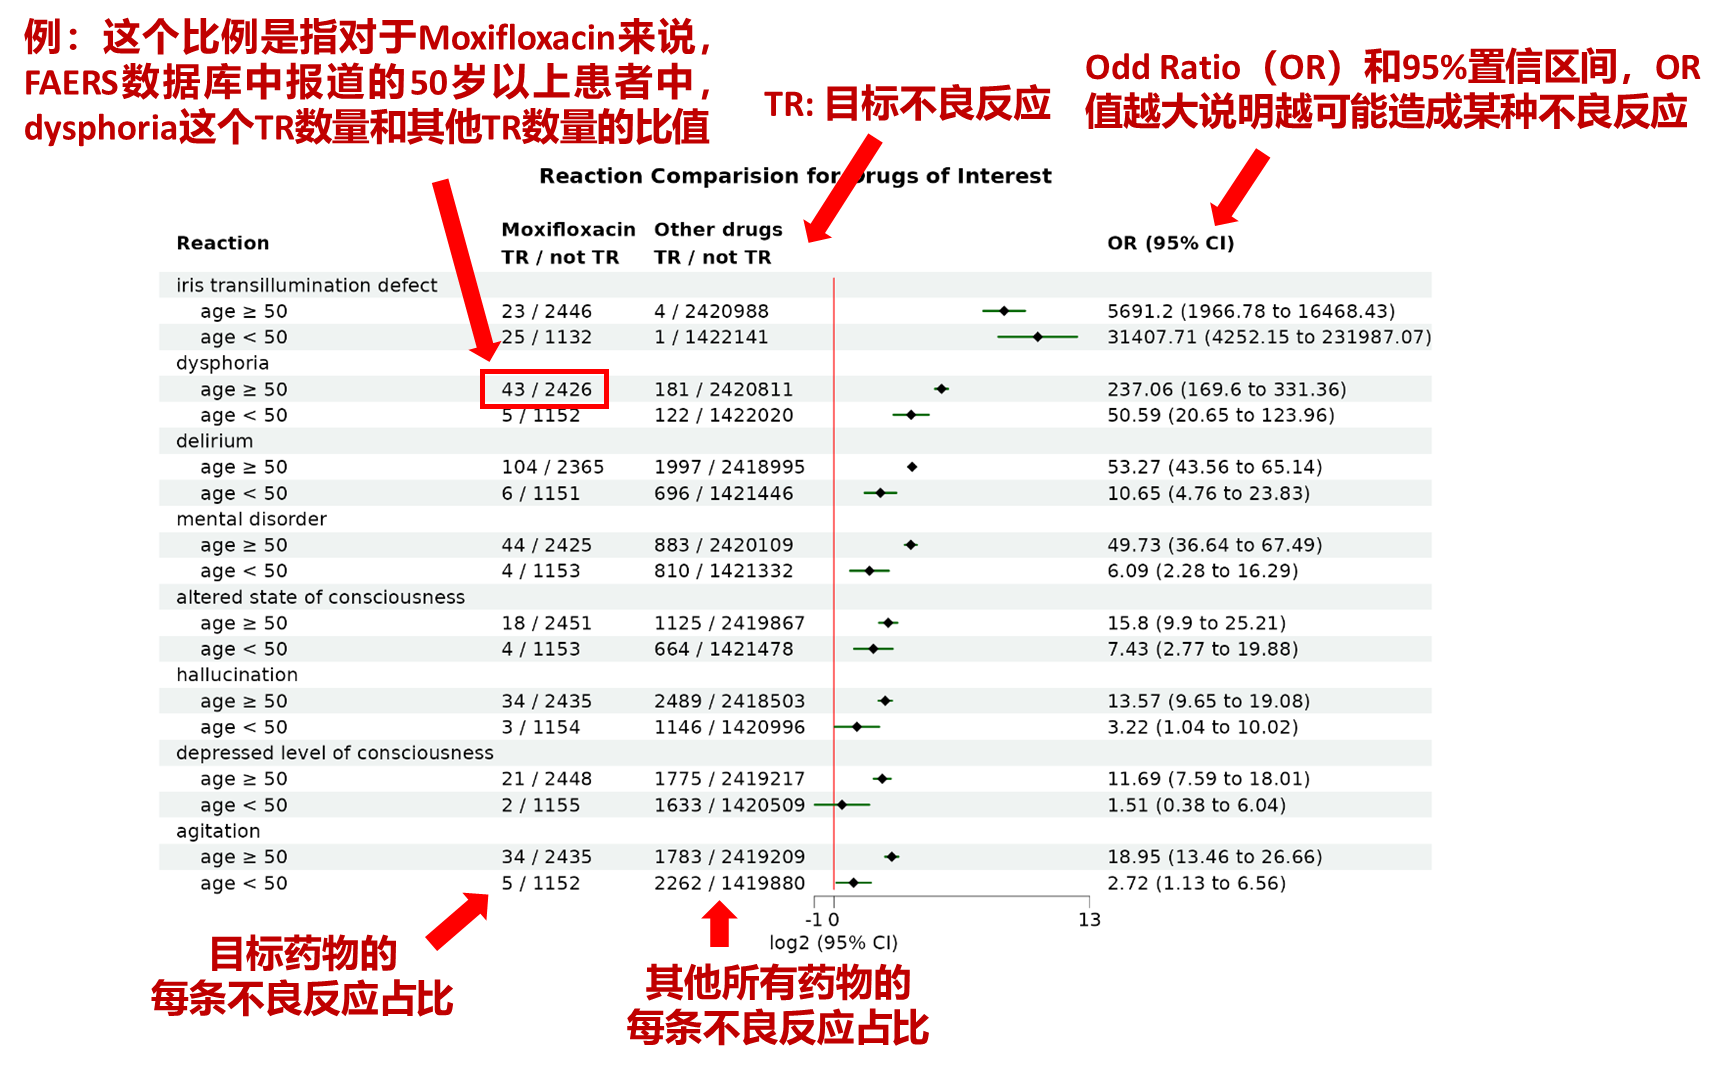 例：这个比例是指对于Moxifloxacin来说，
FAERS数据库中报道的50岁以上患者中，
dysphoria这个TR数量和其他TR数量的比值
TR: 目标不良反应
Odd Ratio（OR）和95%置信区间，OR
值越大说明越可能造成某种不良反应
Reaction Comparision for Drugs of Interest
Reaction
Moxifloxacin
TR / not TR
Other drugs
TR / not TR
OR (95% CI)
iris transillumination defect
age ≥ 50 23 / 2446 4 / 2420988 5691.2 (1966.78 to 16468.43)
age < 50 25 / 1132 1 / 1422141 31407.71 (4252.15 to 231987.07)
dysphoria
age ≥ 50 43 / 2426 181 / 2420811 237.06 (169.6 to 331.36)
age < 50 5 / 1152 122 / 1422020 50.59 (20.65 to 123.96)
delirium
age ≥ 50 104 / 2365 1997 / 2418995 53.27 (43.56 to 65.14)
age < 50 6 / 1151 696 / 1421446 10.65 (4.76 to 23.83)
mental disorder
age ≥ 50 44 / 2425 883 / 2420109 49.73 (36.64 to 67.49)
age < 50 4 / 1153 810 / 1421332 6.09 (2.28 to 16.29)
altered state of consciousness
age ≥ 50 18 / 2451 1125 / 2419867 15.8 (9.9 to 25.21)
age < 50 4 / 1153 664 / 1421478 7.43 (2.77 to 19.88)
hallucination
age ≥ 50 34 / 2435 2489 / 2418503 13.57 (9.65 to 19.08)
age < 50 3 / 1154 1146 / 1420996 3.22 (1.04 to 10.02)
depressed level of consciousness
age ≥ 50 21 / 2448 1775 / 2419217 11.69 (7.59 to 18.01)
age < 50 2 / 1155 1633 / 1420509 1.51 (0.38 to 6.04)
agitation
age ≥ 50 34 / 2435 1783 / 2419209 18.95 (13.46 to 26.66)
age < 50 5 / 1152 2262 / 1419880 2.72 (1.13 to 6.56)
-1 0 13
log2 (95% CI)
目标药物的
每条不良反应占比
其他所有药物的
每条不良反应占比